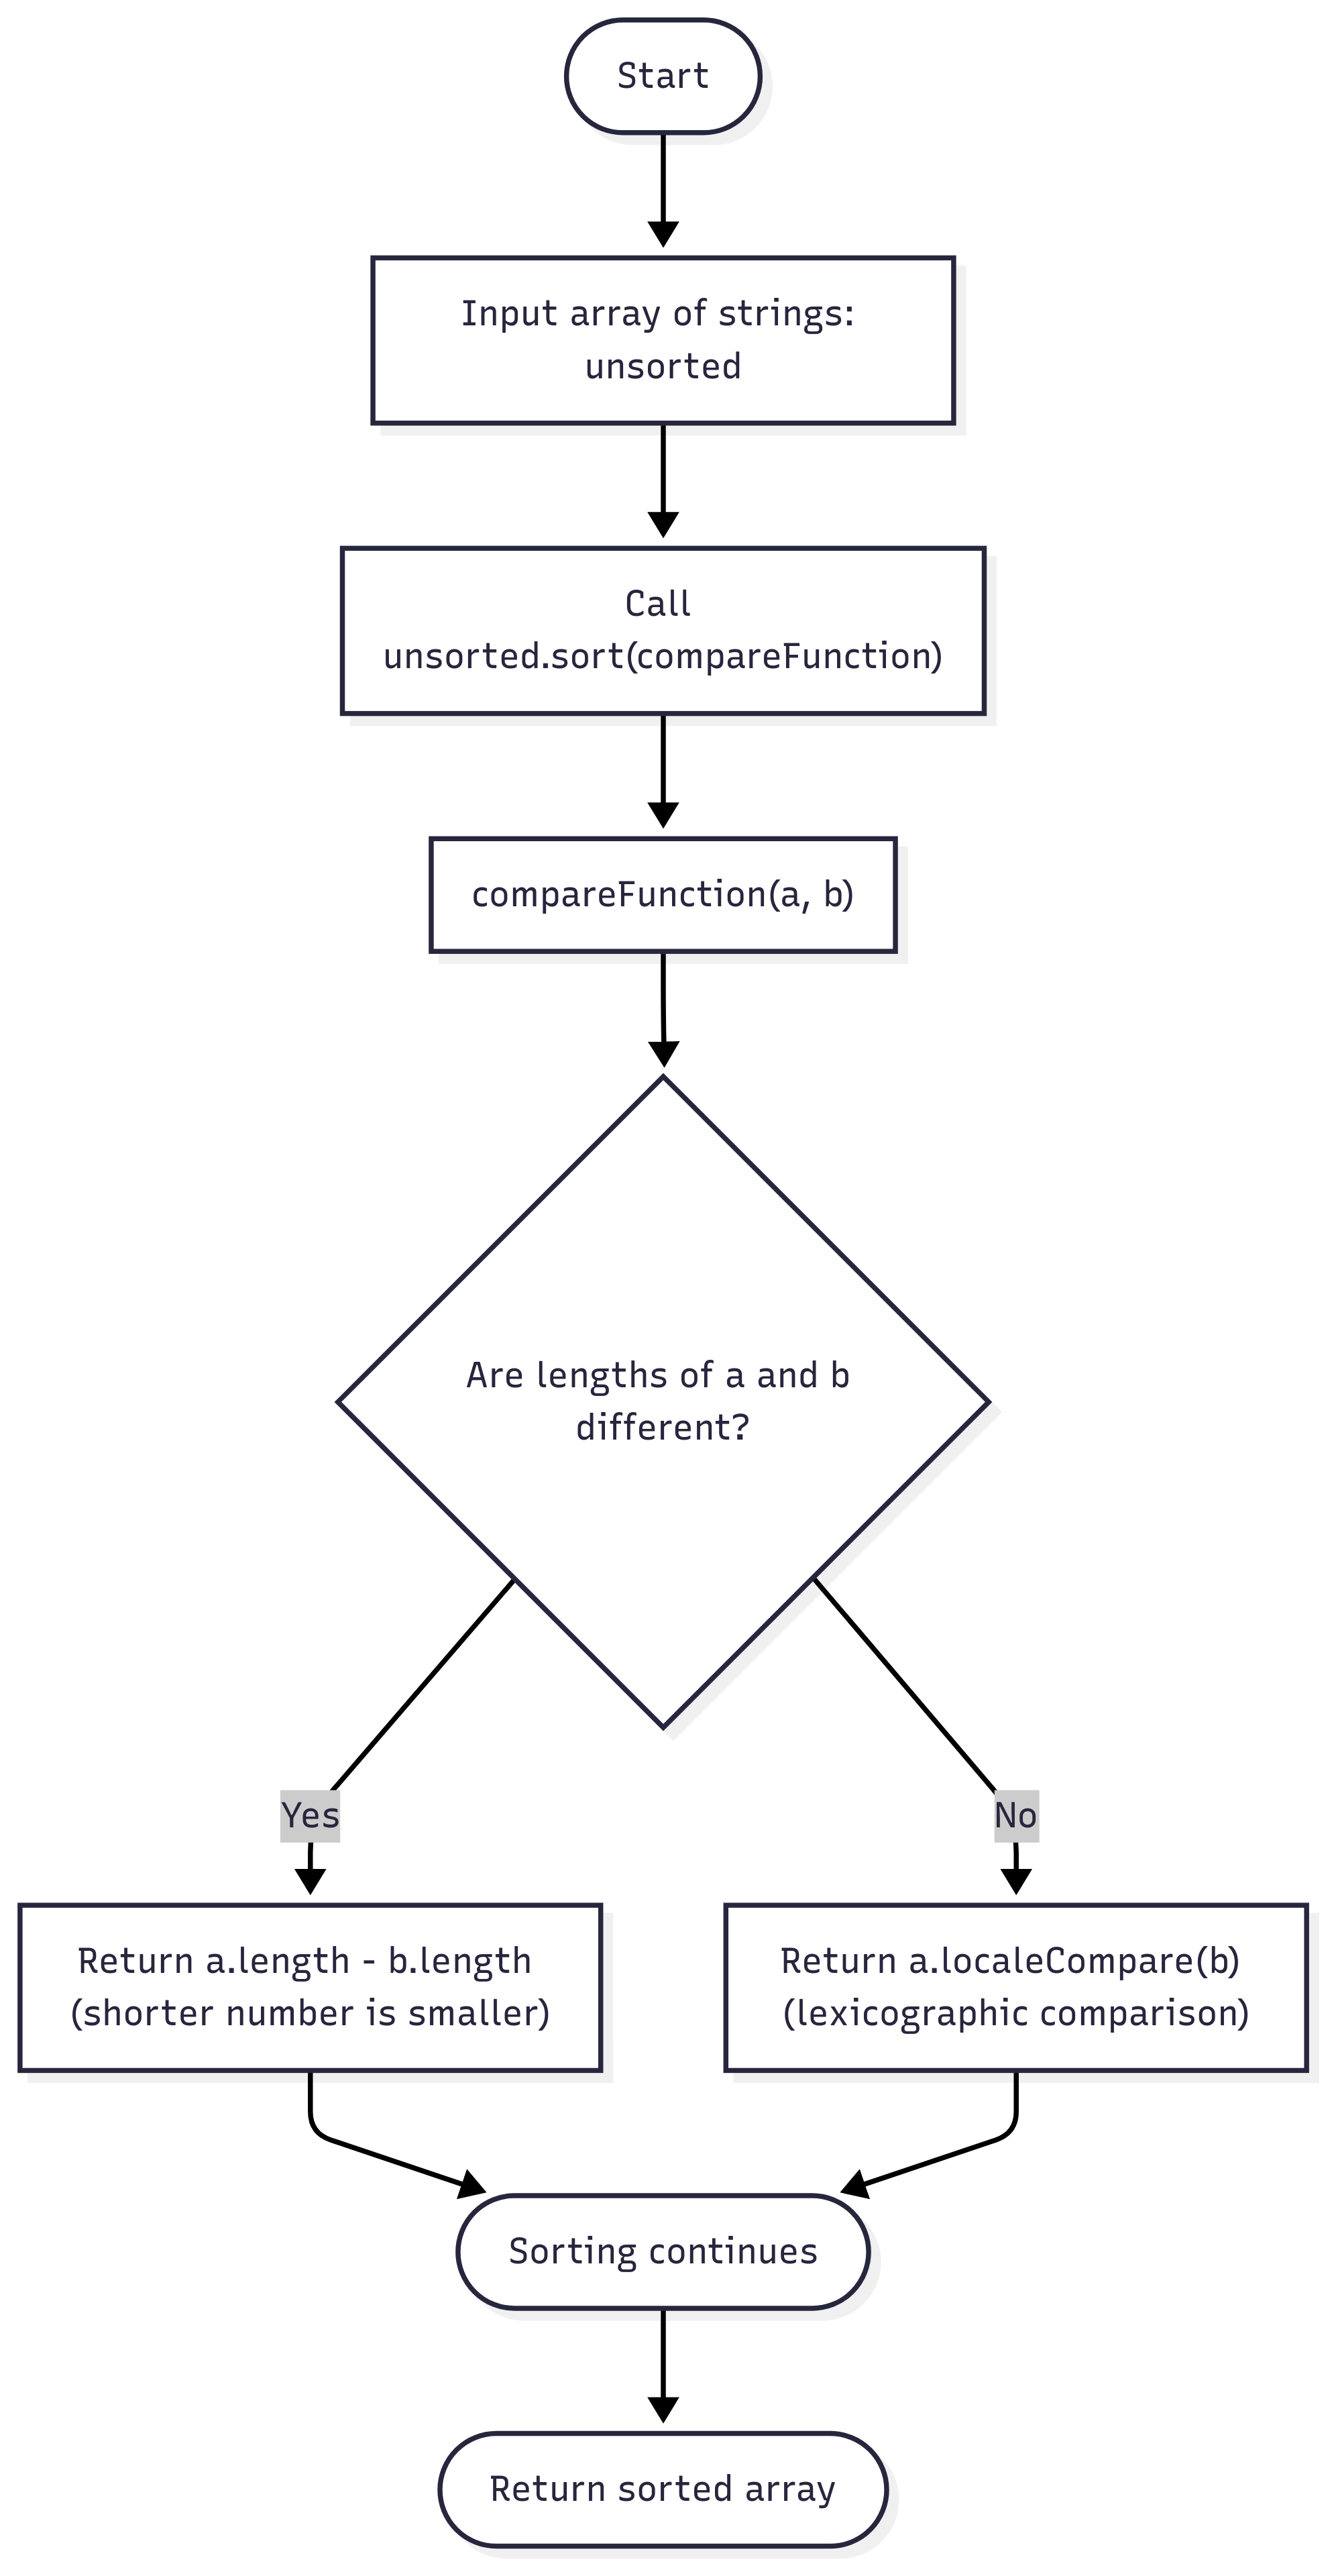 Start
Input array of strings:
unsorted
Call
unsorted.sort(compareFunction)
compareFunction(a, b)
Are lengths of a and b
different?
Yes
No
Return a.length - b.length
(shorter number is smaller)
Return a.localeCompare(b)
(lexicographic comparison)
Sorting continues
Return sorted array